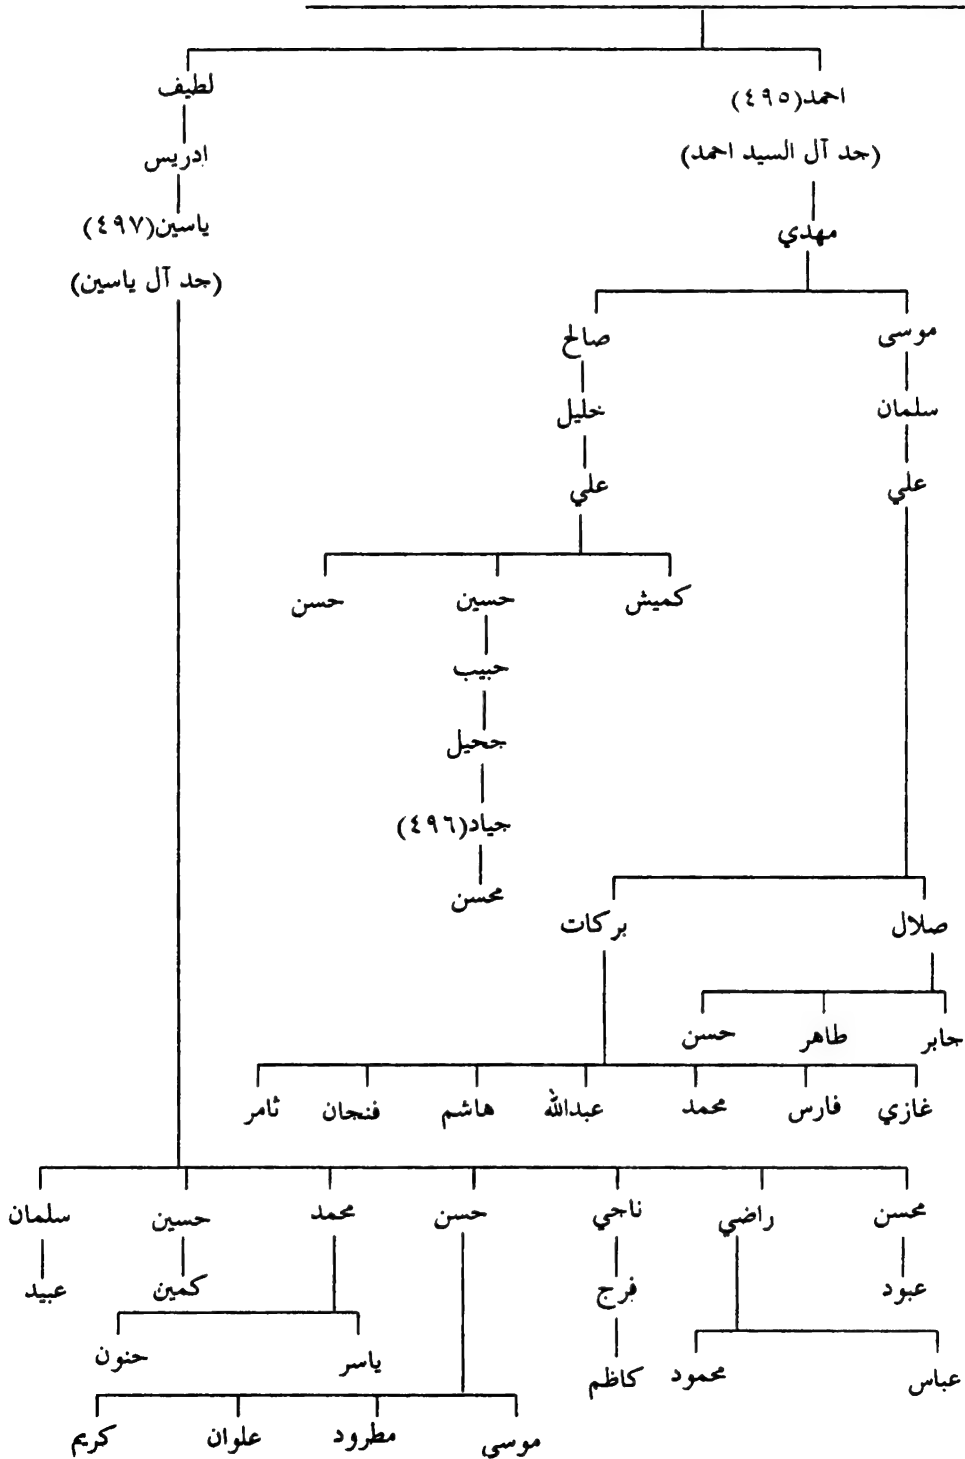 احمد(٤٩٥) لطيف
(جد آل السيد احمد) ادريس
مهدي ياسين(٤٩٧)
(جد آل ياسين)
موسى صالح
سلمان خليل
علي علي
كميش حسين حسن
حبيب
جحيل
جياد(٤٩٦)
محسن
صلال بركات
جابر طاهر حسن
غازي فارس محمد عبدالله هاشم فنجان ثامر
محسن راضي ناجي حسن محمد حسين سلمان
عبود فرج كمين عبيد
عباس محمود كاظم ياسر حنون
موسى مطرود علوان كريم